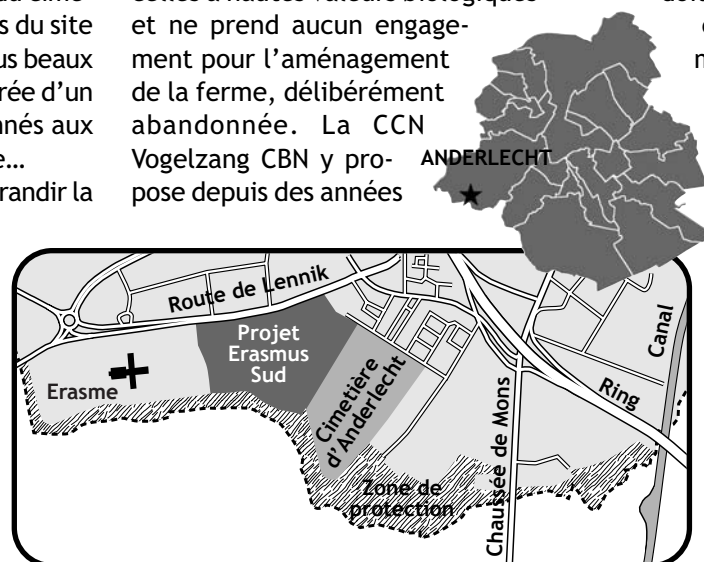 s du site
us beaux
rée d'un
nnés aux
e…
randir la
et ne prend aucun engage-
ment pour l'aménagement
de la ferme, délibérément
abandonnée. La CCN
Vogelzang CBN y pro-
pose depuis des années
ANDERLECHT
Route de Lennik
Projet
Erasmus
Sud
Erasme
Cimetière
d'Anderlecht
Zone de
protection
Chaussée de Mons
Ring
Canal